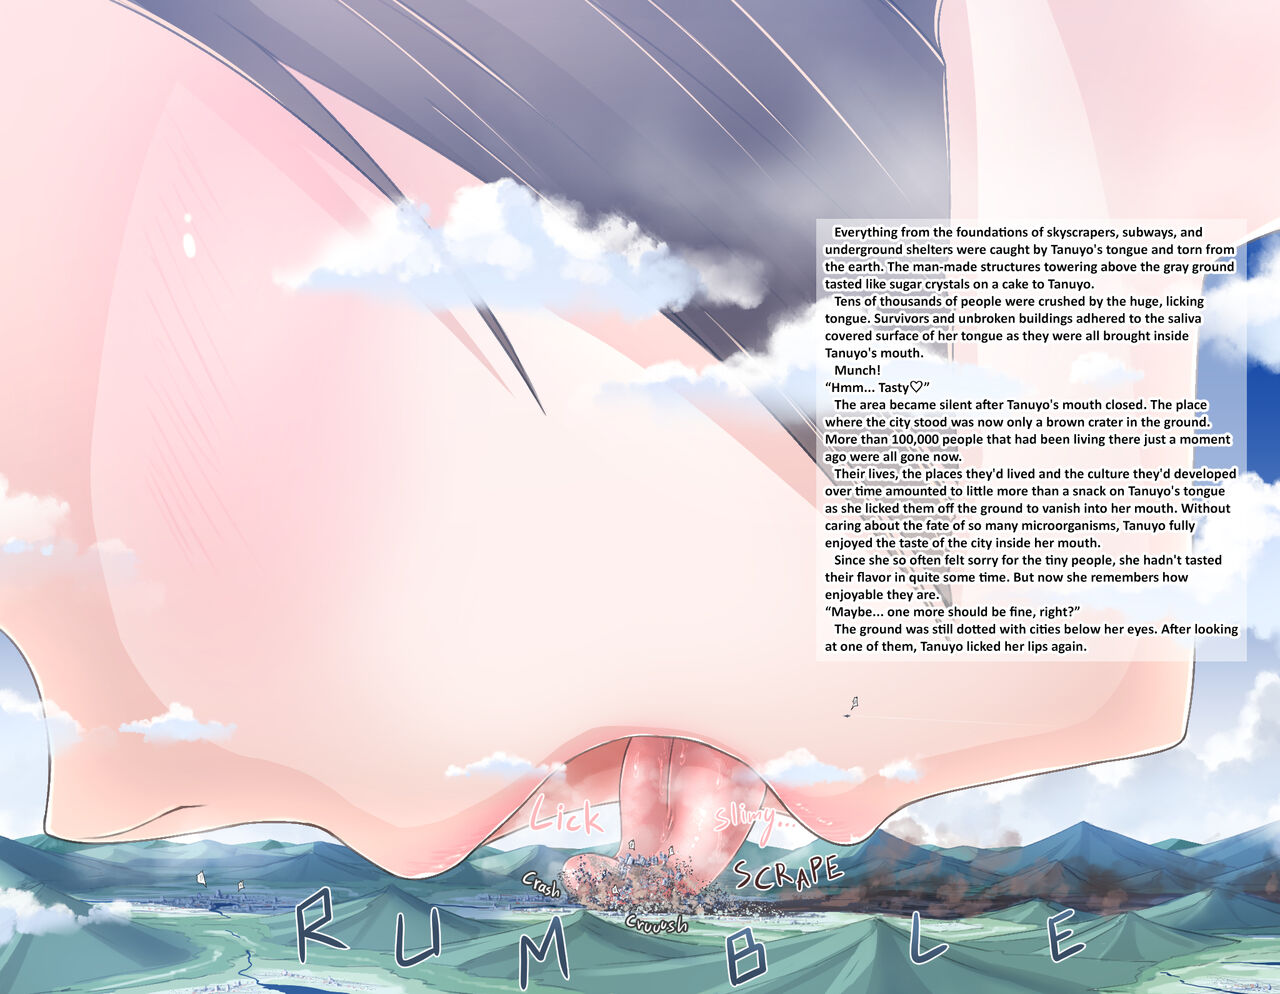 Everything from the foundations of skyscrapers, subways, and
underground shelters were caught by Tanuyo's tongue and torn from
the earth. The man-made structures towering above the gray ground
tasted like sugar crystals on a cake to Tanuyo.
Tens of thousands of people were crushed by the huge, licking
tongue. Survivors and unbroken buildings adhered to the saliva
covered surface of her tongue as they were all brought inside
Tanuyo's mouth.
Munch!
“Hmm... Tasty♡”
The area became silent after Tanuyo's mouth closed. The place
where the city stood was now only a brown crater in the ground.
More than 100,000 people that had been living there just a moment
ago were all gone now.
Their lives, the places they'd lived and the culture they'd developed
over time amounted to little more than a snack on Tanuyo's tongue
as she licked them off the ground to vanish into her mouth. Without
caring about the fate of so many microorganisms, Tanuyo fully
enjoyed the taste of the city inside her mouth.
Since she so often felt sorry for the tiny people, she hadn't tasted
their flavor in quite some time. But now she remembers how
enjoyable they are.
“Maybe... one more should be fine, right?”
The ground was still dotted with cities below her eyes. After looking
at one of them, Tanuyo licked her lips again.
Lick
slimy...
SCRAPE
Crash
Cruuush
RUMBLE